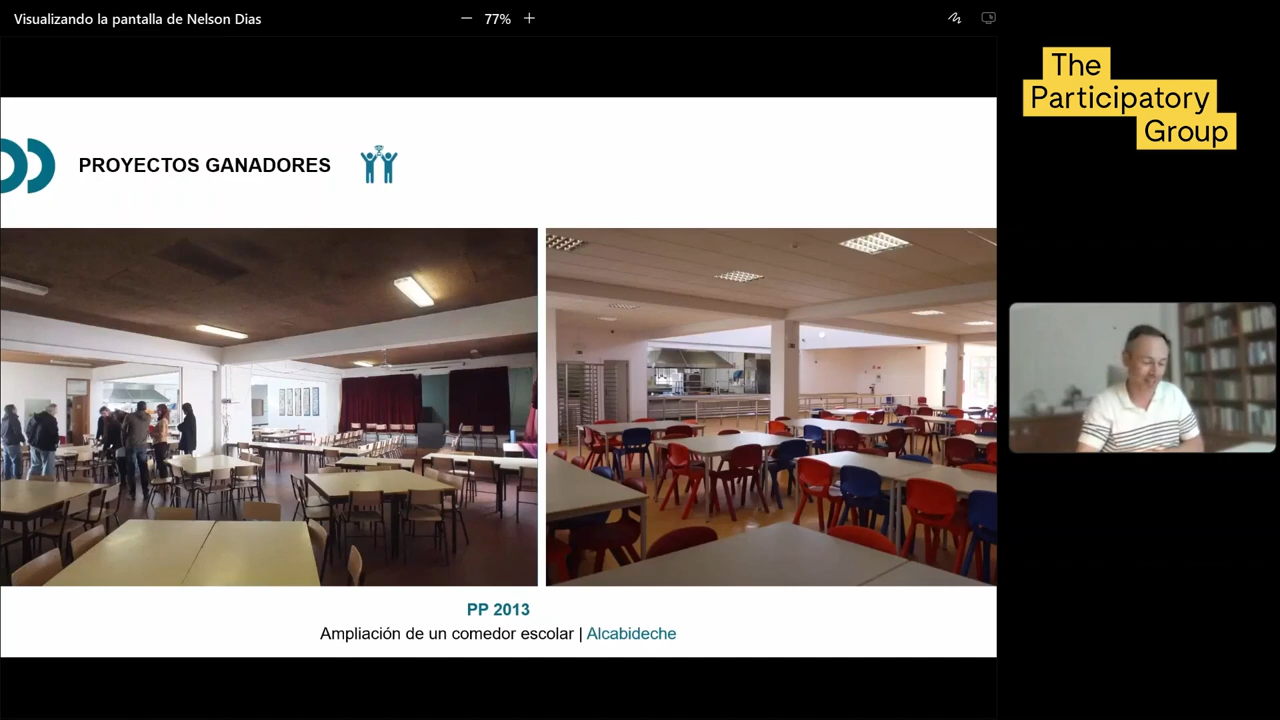 Visualizando la pantalla de Nelson Dias
77%
The
Participatory
Group
PROYECTOS GANADORES
PP 2013
Ampliación de un comedor escolar | Alcabideche